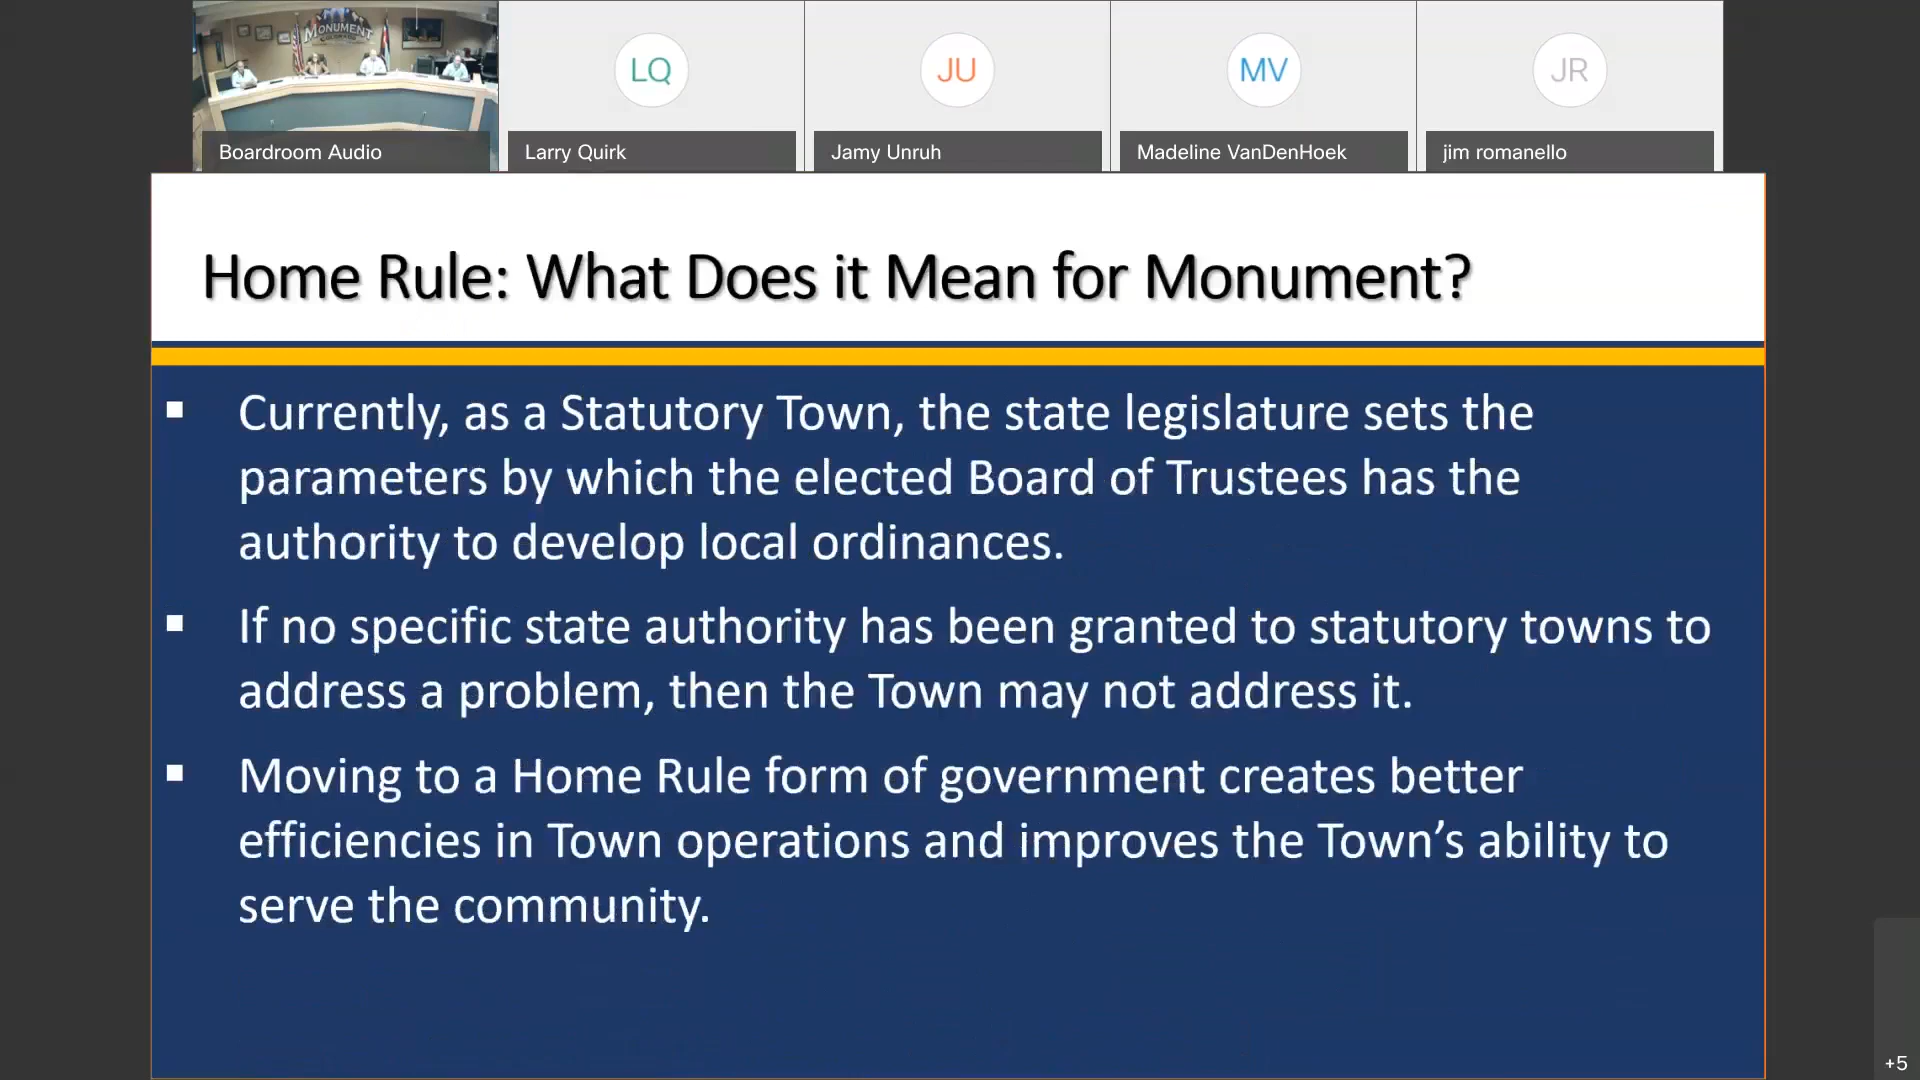 MONUMENT
LQ
JU
MV
JR
Boardroom Audio
Larry Quirk
Jamy Unruh
Madeline VanDenHoek
jim romanello
Home Rule: What Does it Mean for Monument?
▪ Currently, as a Statutory Town, the state legislature sets the
parameters by which the elected Board of Trustees has the
authority to develop local ordinances.
▪ If no specific state authority has been granted to statutory towns to
address a problem, then the Town may not address it.
▪ Moving to a Home Rule form of government creates better
efficiencies in Town operations and improves the Town’s ability to
serve the community.
+5